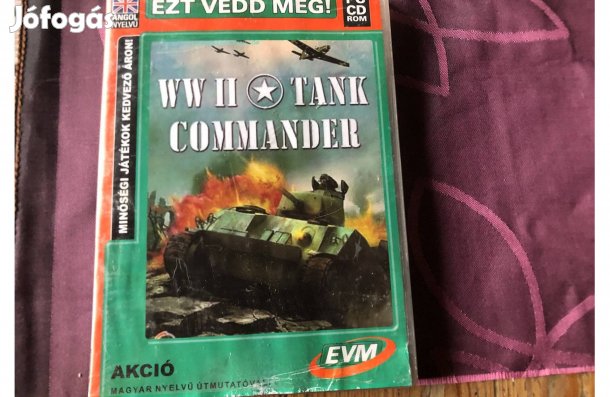 Jófogás
EZT VEDD MEG!
ANGOL
NYELVŰ
PC
CD
ROM
MINŐSÉGI JÁTÉKOK KEDVEZŐ ÁRON!
WW II TANK
COMMANDER
AKCIÓ
EVM
MAGYAR NYELVŰ ÚTMUTATÓVAL!